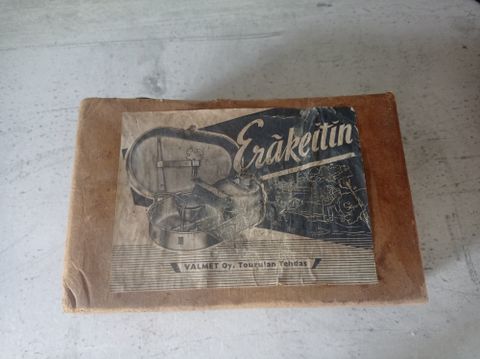 Eräkeitin
VALMET Oy. Tourulan Tehdas